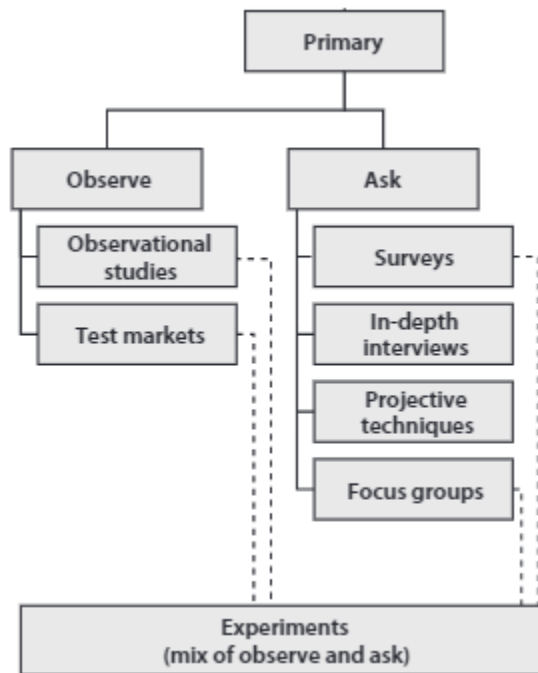 Primary
Observe
Ask
Observational
studies
Surveys
Test markets
In-depth
interviews
Projective
techniques
Focus groups
Experiments
(mix of observe and ask)